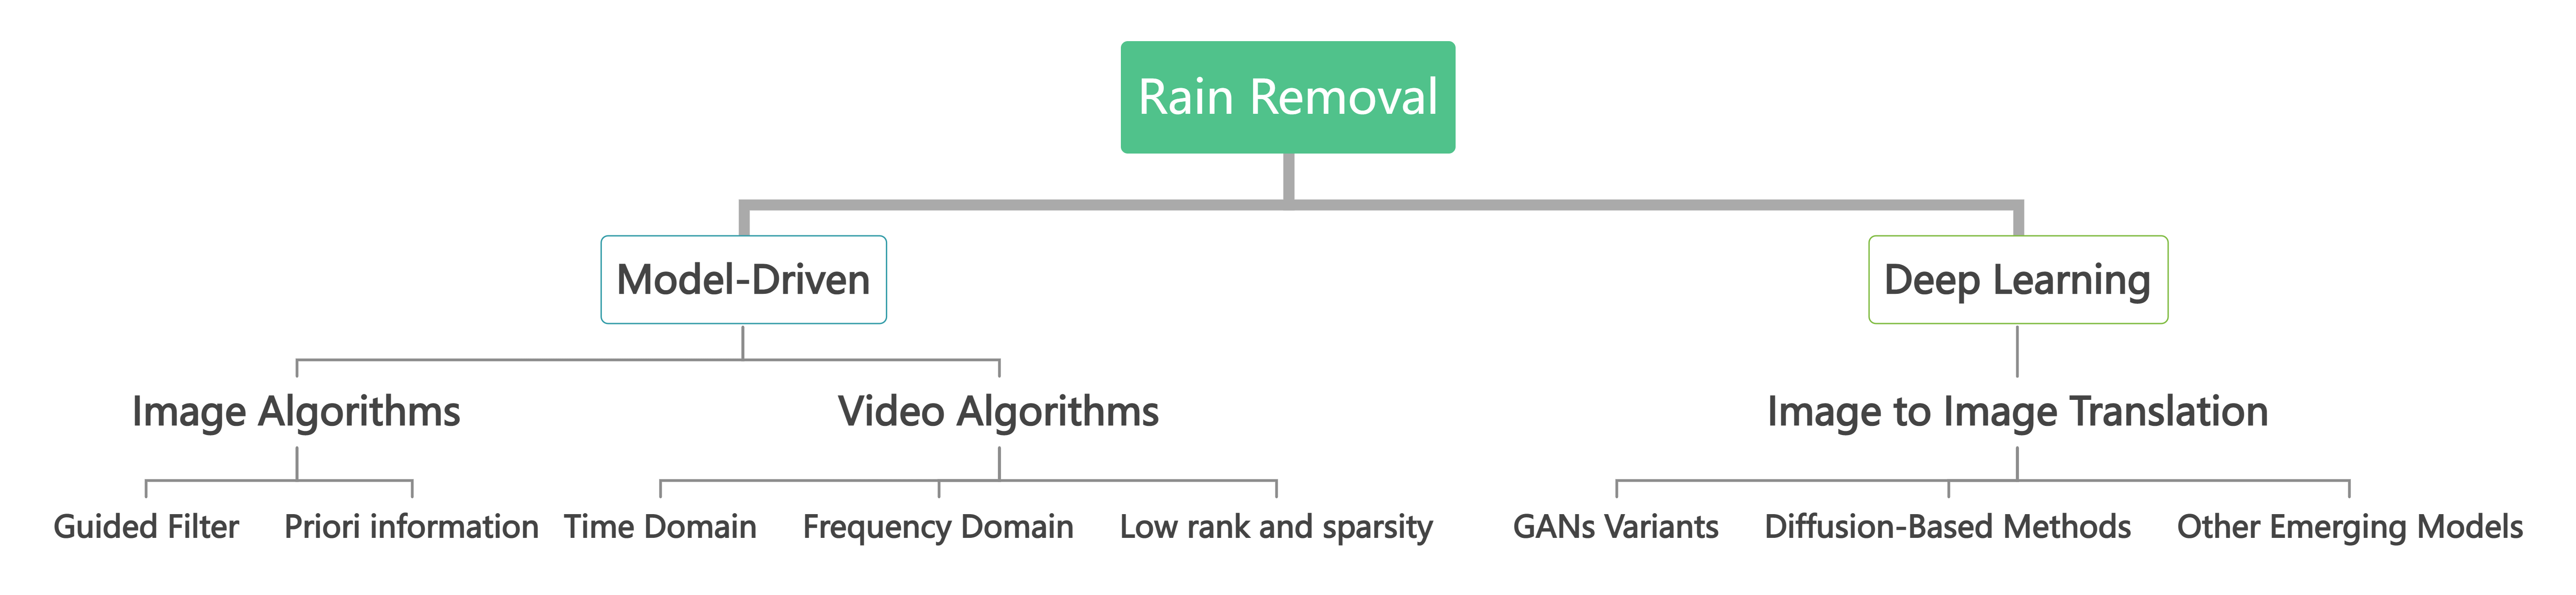 Rain Removal
Model-Driven
Deep Learning
Image Algorithms
Video Algorithms
Image to Image Translation
Guided Filter
Priori information
Time Domain
Frequency Domain
Low rank and sparsity
GANs Variants
Diffusion-Based Methods
Other Emerging Models